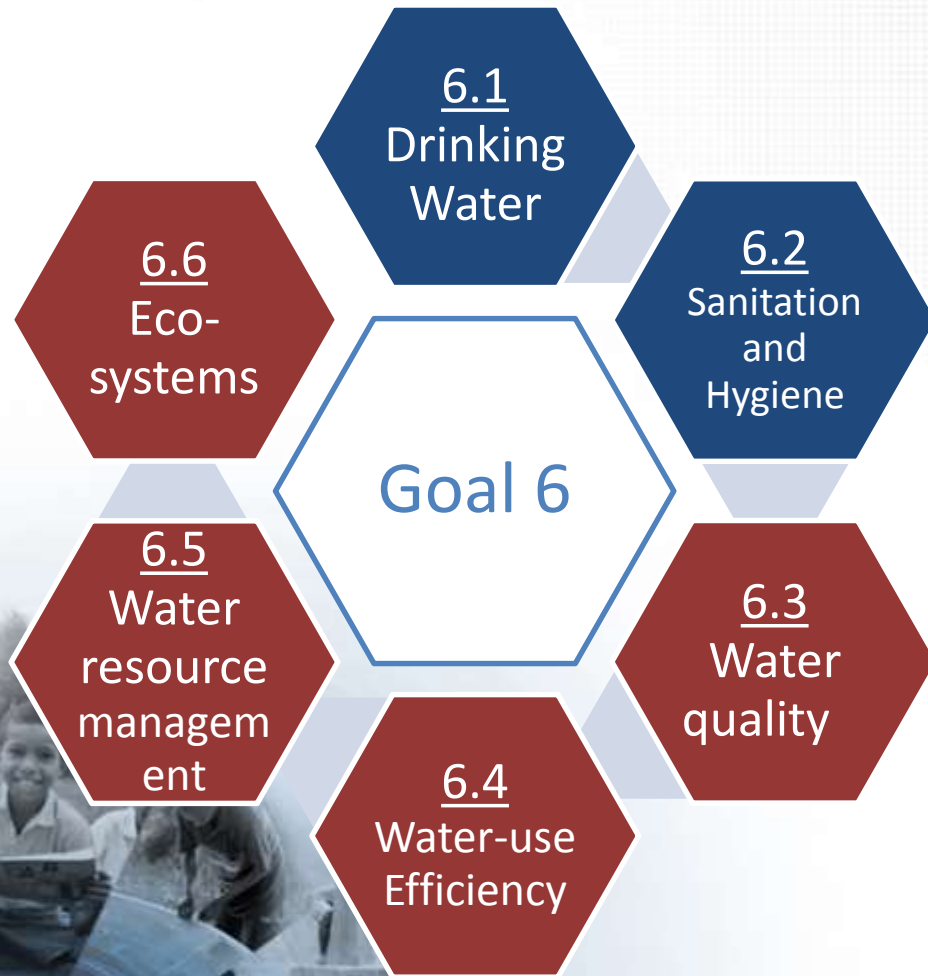 6.1
Drinking
Water
6.2
Sanitation
and
Hygiene
6.3
Water
quality
6.4
Water-use
Efficiency
6.5
Water
resource
managem
ent
6.6
Eco-
systems
Goal 6